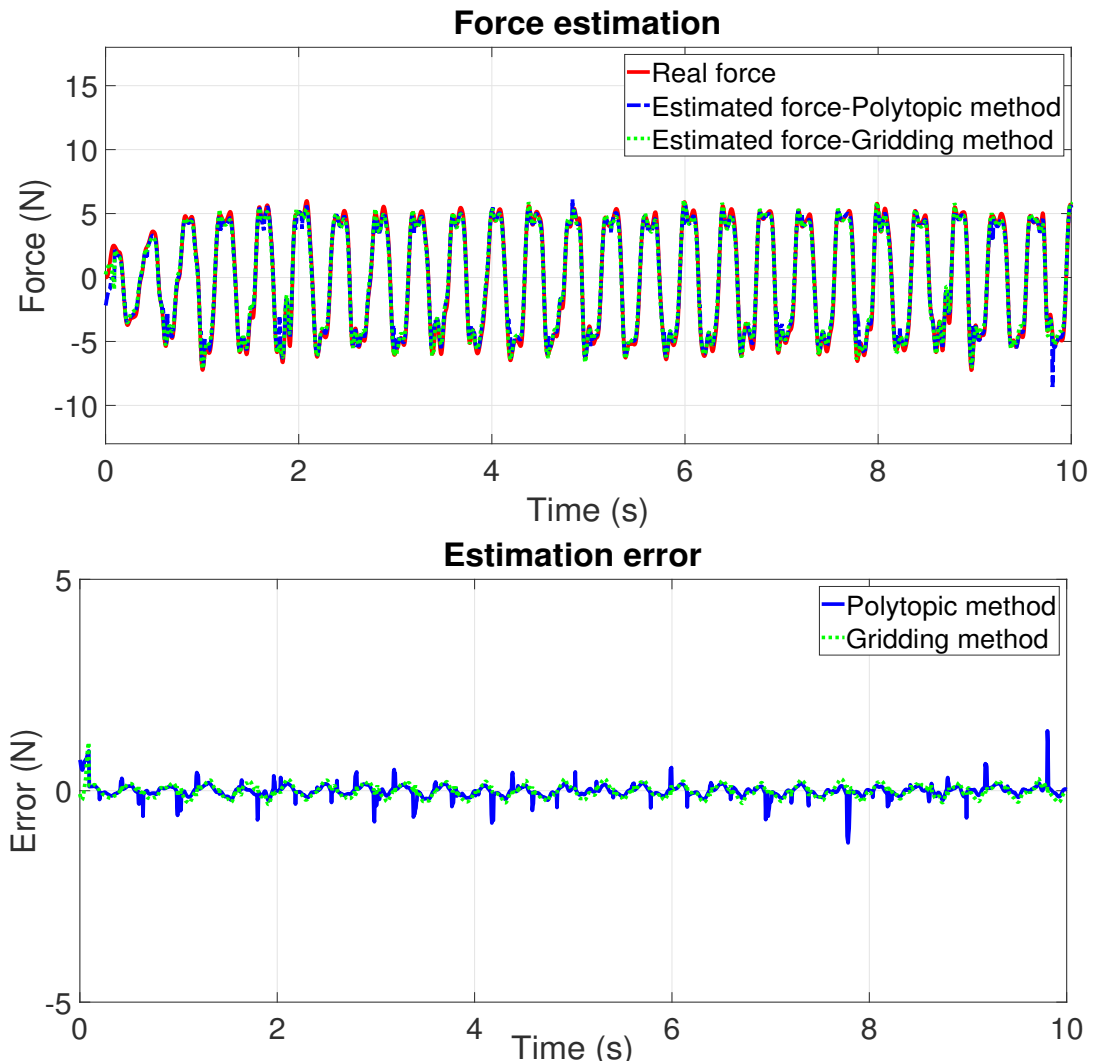 Force estimation
Real force
Estimated force-Polytopic method
Estimated force-Gridding method
15
10
5
0
-5
-10
Force (N)
0 2 4 6 8 10
Time (s)
Estimation error
Polytopic method
Gridding method
5
0
-5
Error (N)
0 2 4 6 8 10
Time (s)